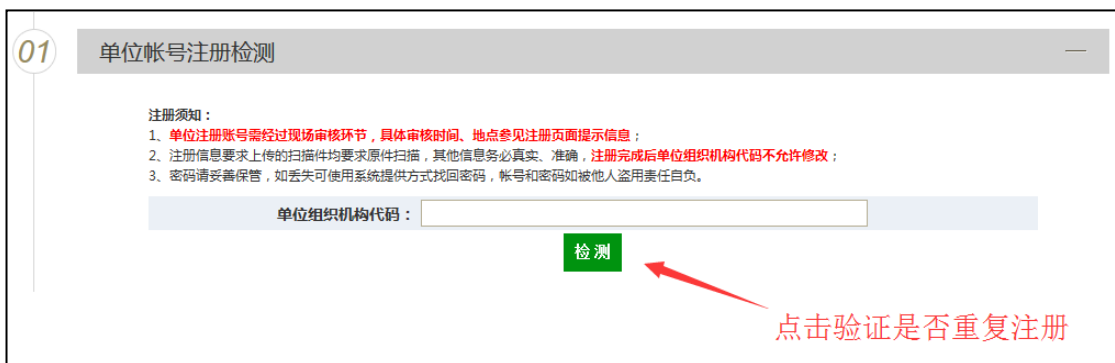 01
单位帐号注册检测
注册须知：
1、单位注册账号需经过现场审核环节，具体审核时间、地点参见注册页面提示信息；
2、注册信息要求上传的扫描件均要求原件扫描，其他信息务必真实、准确，注册完成后单位组织机构代码不允许修改；
3、密码请妥善保管，如丢失可使用系统提供方式找回密码，帐号和密码如被他人盗用责任自负。
单位组织机构代码：
检测
点击验证是否重复注册